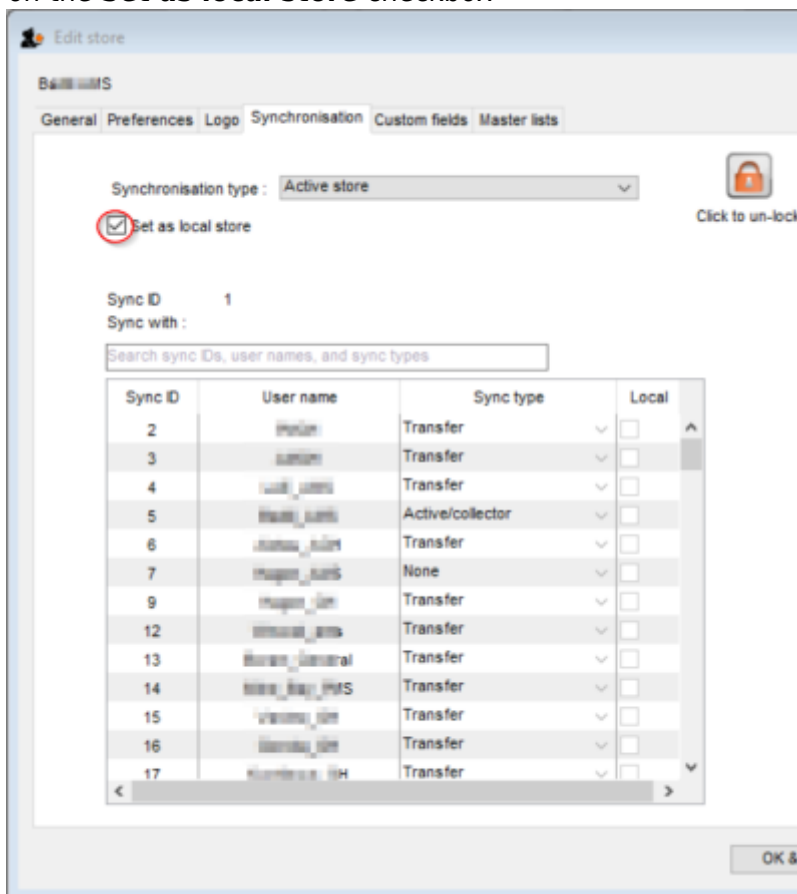 on the Set as local store checkbox
Edit store
General Preferences Logo Synchronisation Custom fields Master lists
Synchronisation type : Active store
Set as local store
Click to un-lock
Sync ID 1
Sync with :
Search sync IDs, user names, and sync types
Sync ID User name Sync type Local
2 Transfer
3 Transfer
4 Transfer
5 Active/collector
6 Transfer
7 None
9 Transfer
12 Transfer
13 Transfer
14 Transfer
15 Transfer
16 Transfer
17 Transfer
OK &